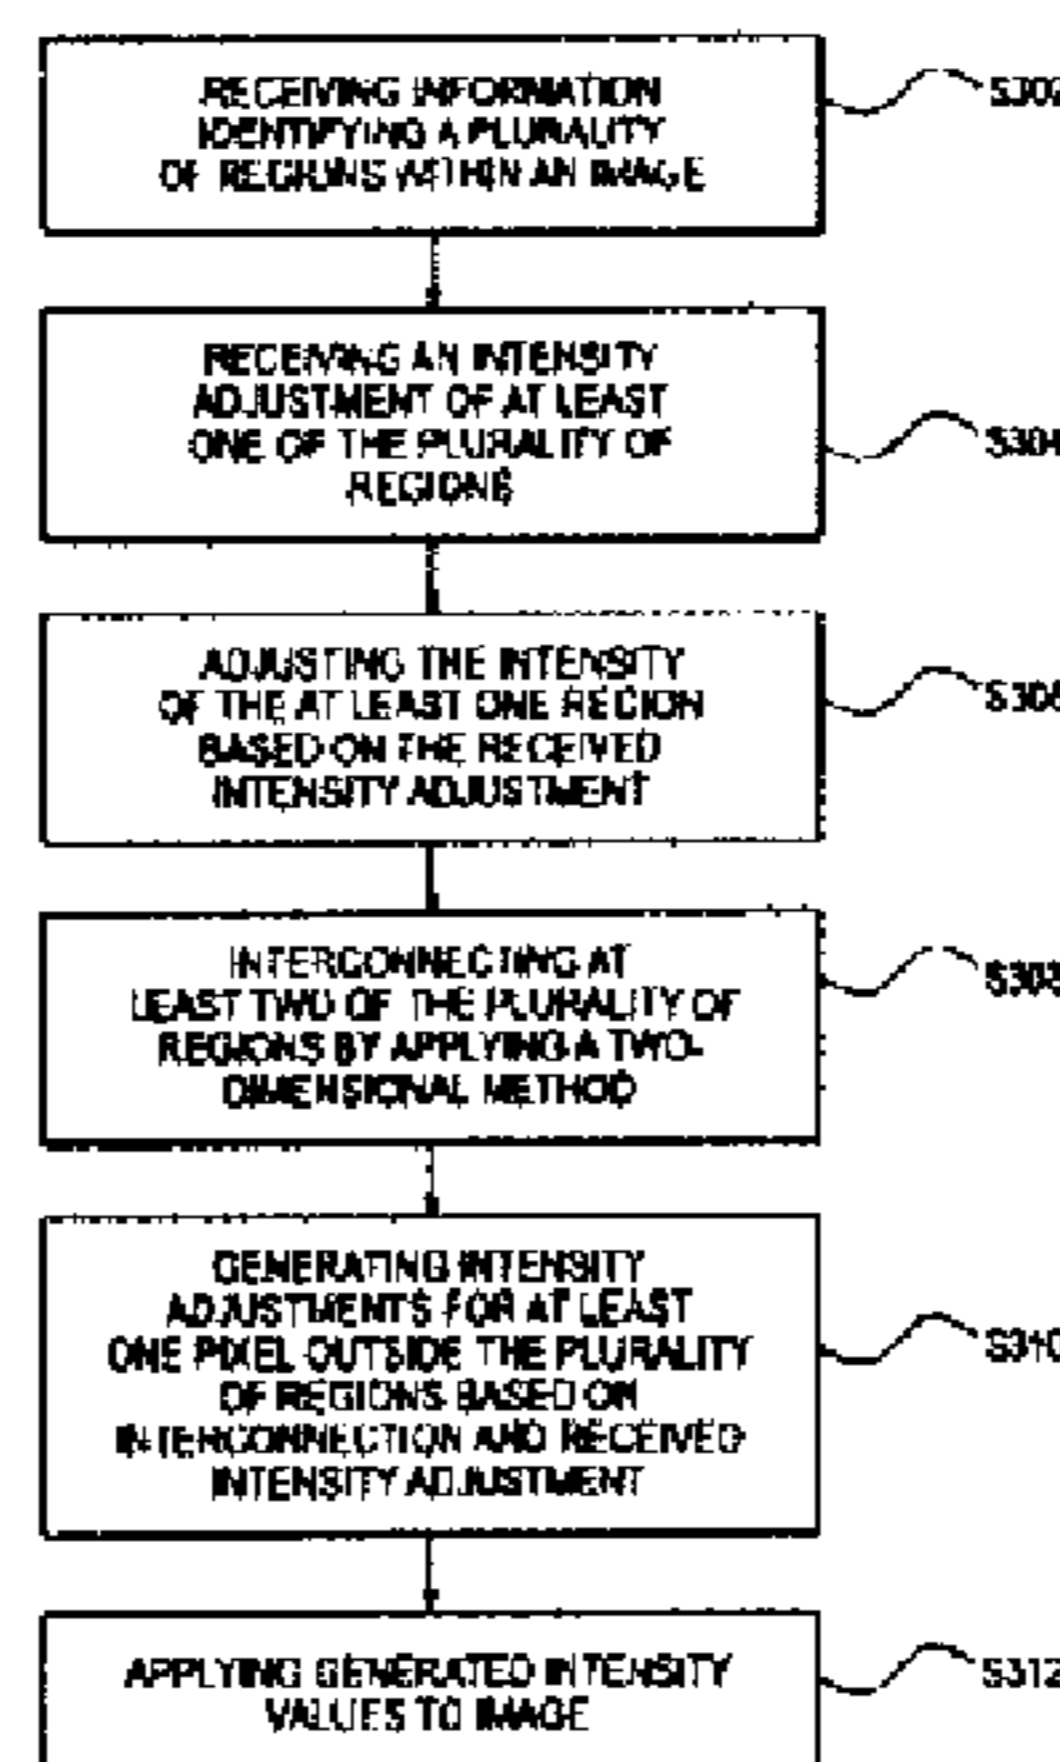 RECEIVING INFORMATION
IDENTIFYING A PLURALITY
OF REGIONS WITHIN AN IMAGE
S302
RECEIVING AN INTENSITY
ADJUSTMENT OF AT LEAST
ONE OF THE PLURALITY OF
REGIONS
S304
ADJUSTING THE INTENSITY
OF THE AT LEAST ONE REGION
BASED ON THE RECEIVED
INTENSITY ADJUSTMENT
S306
INTERCONNECTING AT
LEAST TWO OF THE PLURALITY OF
REGIONS BY APPLYING A TWO-
DIMENSIONAL METHOD
S308
GENERATING INTENSITY
ADJUSTMENTS FOR AT LEAST
ONE PIXEL OUTSIDE THE PLURALITY
OF REGIONS BASED ON
INTERCONNECTION AND RECEIVED
INTENSITY ADJUSTMENT
S310
APPLYING GENERATED INTENSITY
VALUES TO IMAGE
S312